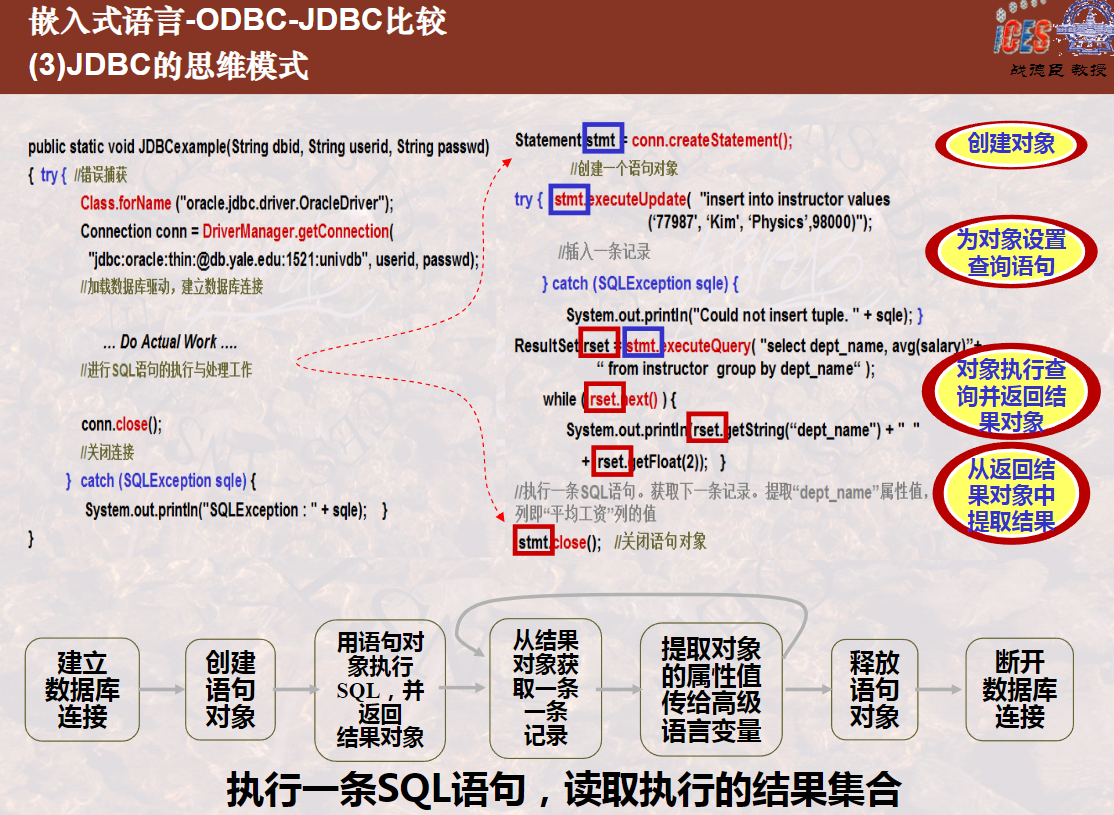 嵌入式语言-ODBC-JDBC比较
(3)JDBC的思维模式
iCES
战德臣 教授
public static void JDBCexample(String dbid, String userid, String passwd)
{ try { //错误捕获
Class.forName ("oracle.jdbc.driver.OracleDriver");
Connection conn = DriverManager.getConnection(
"jdbc:oracle:thin:@db.yale.edu:1521:univdb", userid, passwd);
//加载数据库驱动，建立数据库连接
... Do Actual Work ....
//进行SQL语句的执行与处理工作
conn.close();
//关闭连接
} catch (SQLException sqle) {
System.out.println("SQLException : " + sqle); }
}
Statement stmt = conn.createStatement();
//创建一个语句对象
try { stmt.executeUpdate( "insert into instructor values
(‘77987', ‘Kim', ‘Physics’,98000)");
//插入一条记录
} catch (SQLException sqle) {
System.out.println("Could not insert tuple. " + sqle); }
ResultSet rset = stmt.executeQuery( "select dept_name, avg(salary)”+
“ from instructor group by dept_name“ );
while ( rset.next() ) {
System.out.println(rset.getString(“dept_name") + " "
+ rset.getFloat(2)); }
//执行一条SQL语句。获取下一条记录。提取“dept_name”属性值，
列即“平均工资”列的值
stmt.close(); //关闭语句对象
创建对象
为对象设置
查询语句
对象执行查
询并返回结
果对象
从返回结
果对象中
提取结果
建立
数据库
连接
创建
语句
对象
用语句对
象执行
SQL，并
返回
结果对象
从结果
对象获
取一条
一条
记录
提取对象
的属性值
传给高级
语言变量
释放
语句
对象
断开
数据库
连接
执行一条SQL语句，读取执行的结果集合